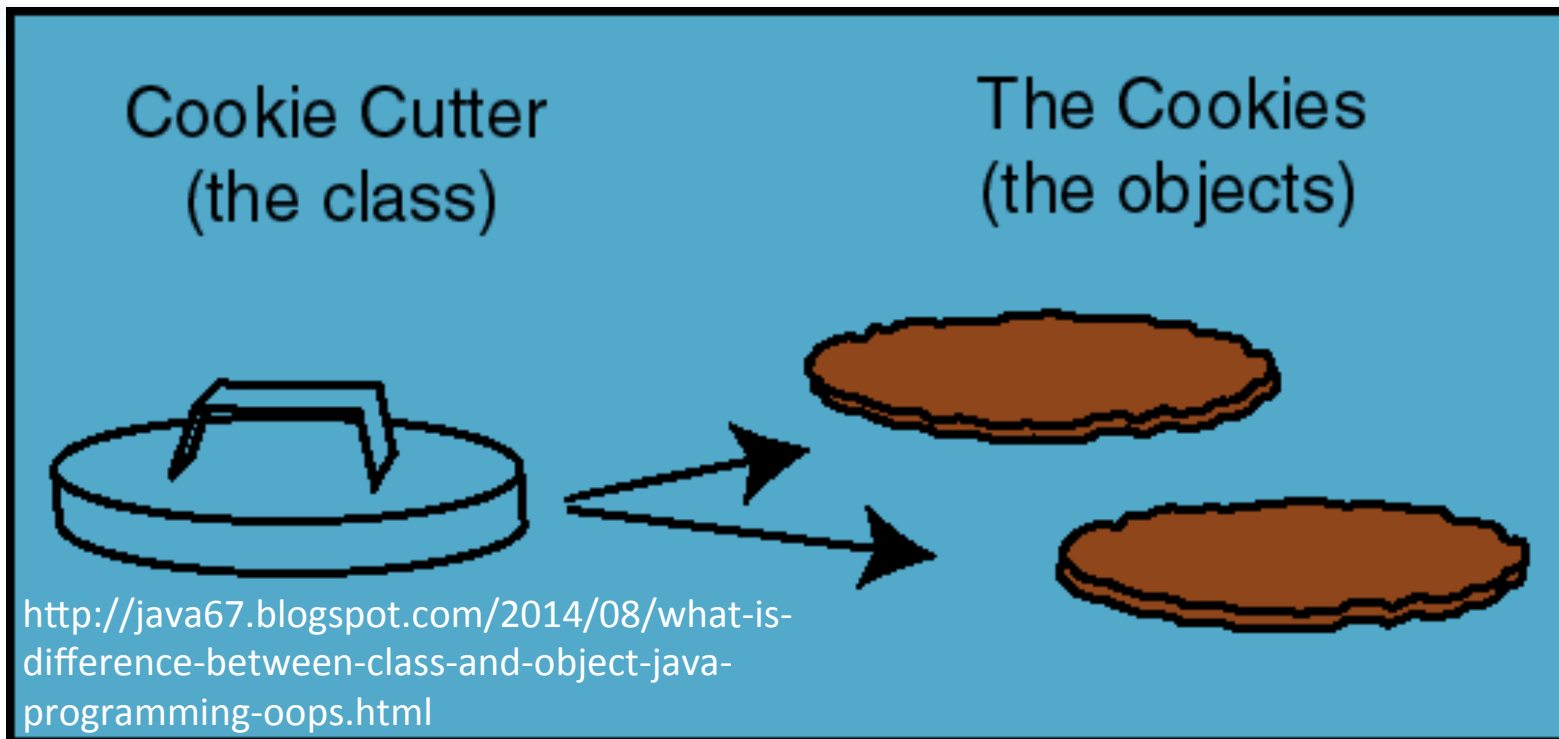 Cookie Cutter
(the class)
The Cookies
(the objects)
http://java67.blogspot.com/2014/08/what-is-
difference-between-class-and-object-java-
programming-oops.html